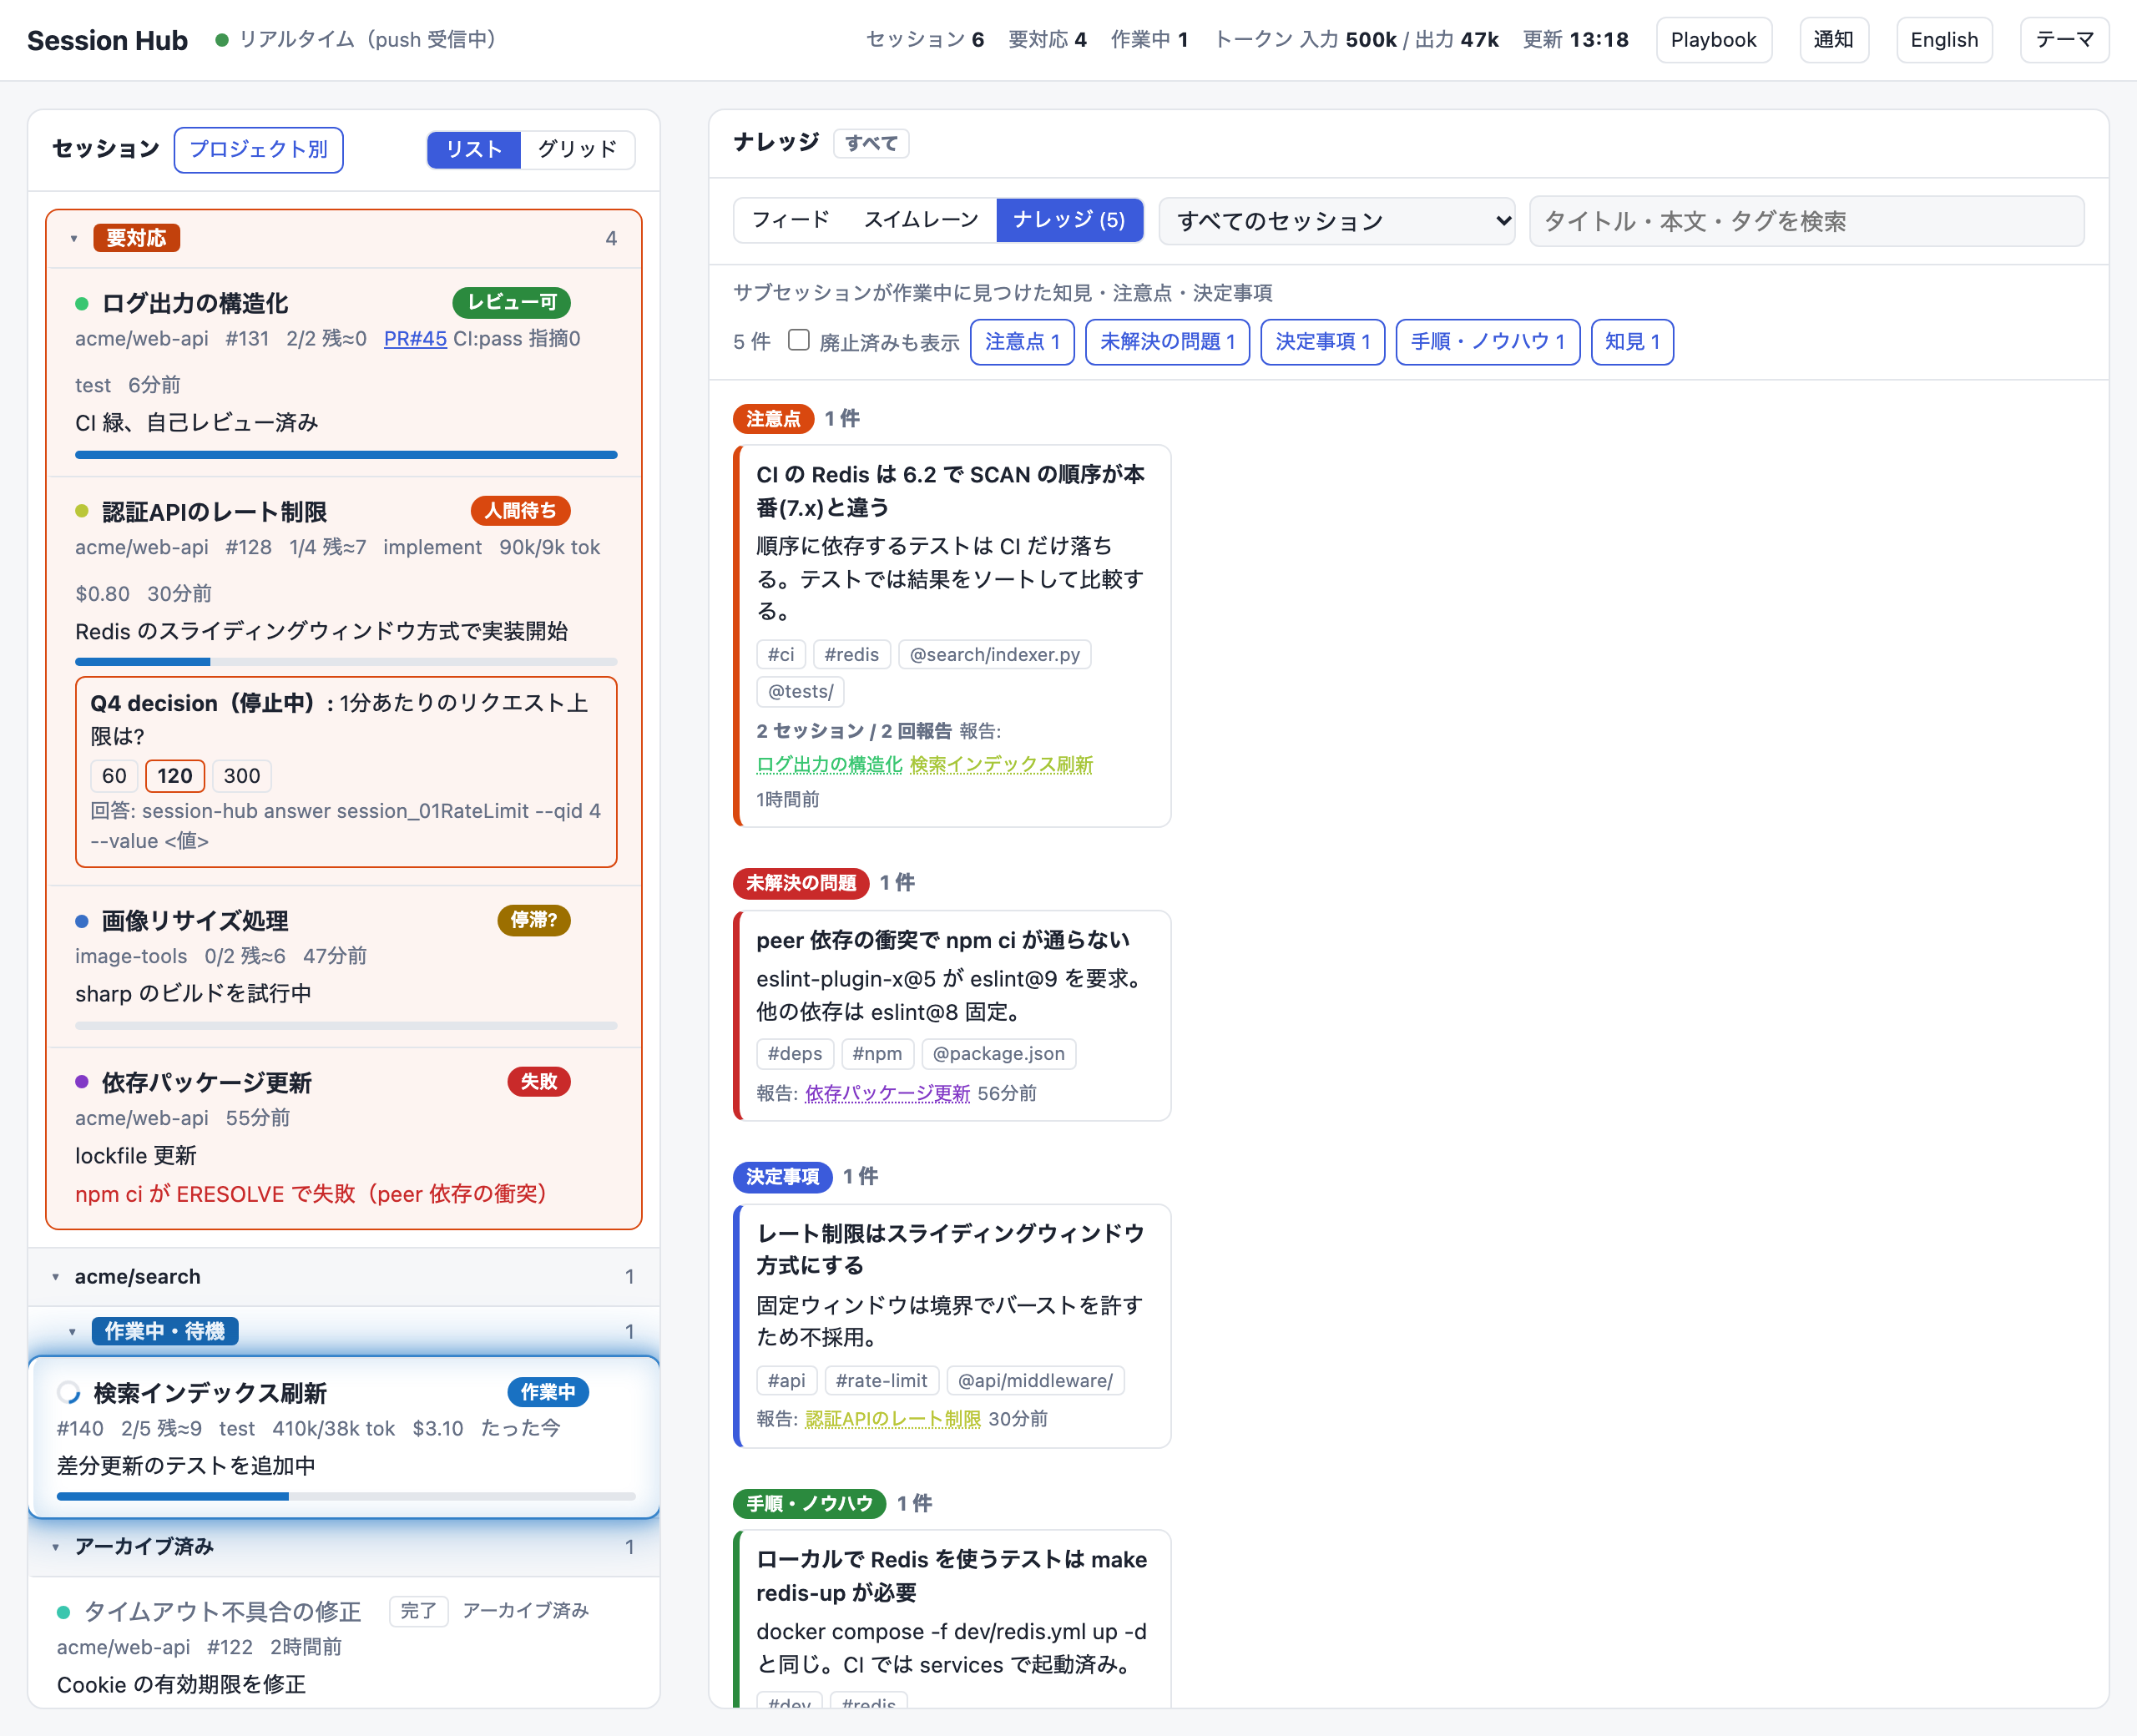 Session Hub
リアルタイム（push 受信中）
セッション 6 要対応 4 作業中 1 トークン 入力 500k / 出力 47k 更新 13:18
Playbook
通知
English
テーマ
セッション
プロジェクト別
リスト
グリッド
要対応
4
ログ出力の構造化
レビュー可
acme/web-api #131 2/2 残≈0 PR#45 CI:pass 指摘0
test 6分前
CI 緑、自己レビュー済み
認証APIのレート制限
人間待ち
acme/web-api #128 1/4 残≈7 implement 90k/9k tok
$0.80 30分前
Redis のスライディングウィンドウ方式で実装開始
Q4 decision（停止中）: 1分あたりのリクエスト上
限は?
60 120 300
回答: session-hub answer session_01RateLimit --qid 4
--value <値>
画像リサイズ処理
停滞?
image-tools 0/2 残≈6 47分前
sharp のビルドを試行中
依存パッケージ更新
失敗
acme/web-api 55分前
lockfile 更新
npm ci が ERESOLVE で失敗（peer 依存の衝突）
acme/search
1
作業中・待機
1
検索インデックス刷新
作業中
#140 2/5 残≈9 test 410k/38k tok $3.10 たった今
差分更新のテストを追加中
アーカイブ済み
1
タイムアウト不具合の修正
完了
アーカイブ済み
acme/web-api #122 2時間前
Cookie の有効期限を修正
ナレッジ
すべて
フィード
スイムレーン
ナレッジ (5)
すべてのセッション
タイトル・本文・タグを検索
サブセッションが作業中に見つけた知見・注意点・決定事項
5 件
廃止済みも表示
注意点 1
未解決の問題 1
決定事項 1
手順・ノウハウ 1
知見 1
注意点 1 件
CI の Redis は 6.2 で SCAN の順序が本
番(7.x)と違う
順序に依存するテストは CI だけ落ち
る。テストでは結果をソートして比較す
る。
#ci #redis @search/indexer.py
@tests/
2 セッション / 2 回報告 報告:
ログ出力の構造化 検索インデックス刷新
1時間前
未解決の問題 1 件
peer 依存の衝突で npm ci が通らない
eslint-plugin-x@5 が eslint@9 を要求。
他の依存は eslint@8 固定。
#deps #npm @package.json
報告: 依存パッケージ更新 56分前
決定事項 1 件
レート制限はスライディングウィンドウ
方式にする
固定ウィンドウは境界でバーストを許す
ため不採用。
#api #rate-limit @api/middleware/
報告: 認証APIのレート制限 30分前
手順・ノウハウ 1 件
ローカルで Redis を使うテストは make
redis-up が必要
docker compose -f dev/redis.yml up -d
と同じ。CI では services で起動済み。
#dev #redis